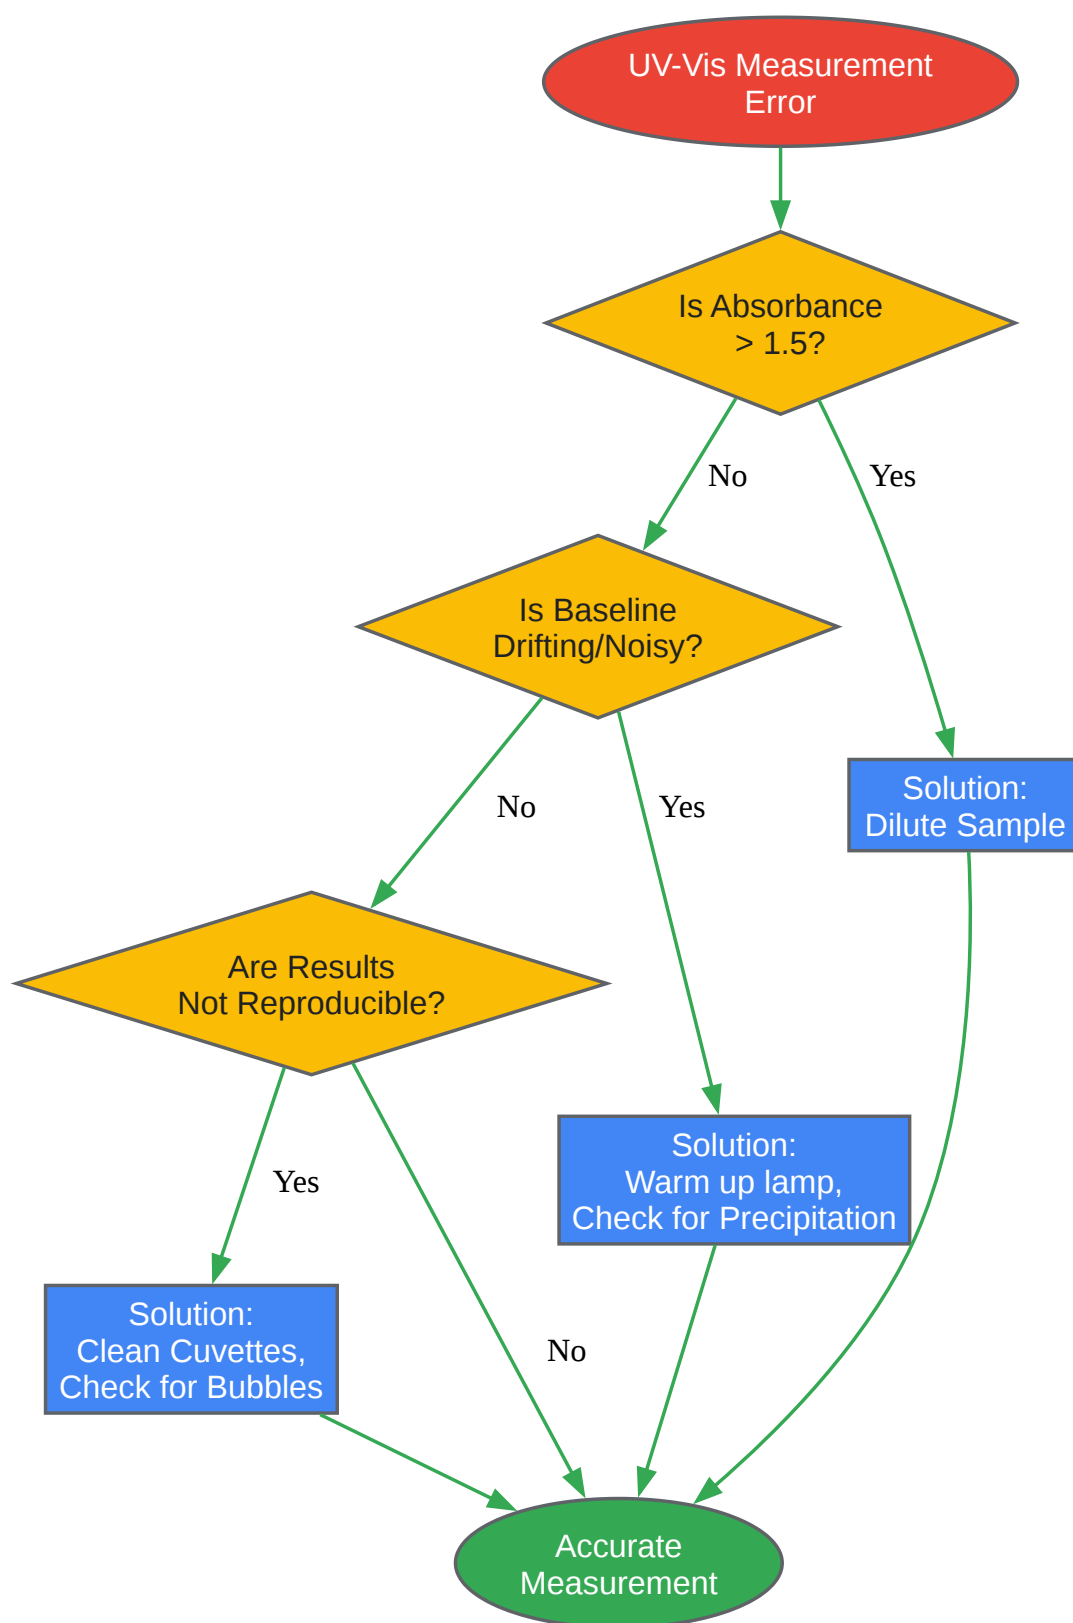 UV-Vis Measurement
Error
Is Absorbance
> 1.5?
No
Yes
Is Baseline
Drifting/Noisy?
No
Yes
Solution:
Dilute Sample
Are Results
Not Reproducible?
Yes
No
Solution:
Warm up lamp,
Check for Precipitation
Solution:
Clean Cuvettes,
Check for Bubbles
Accurate
Measurement